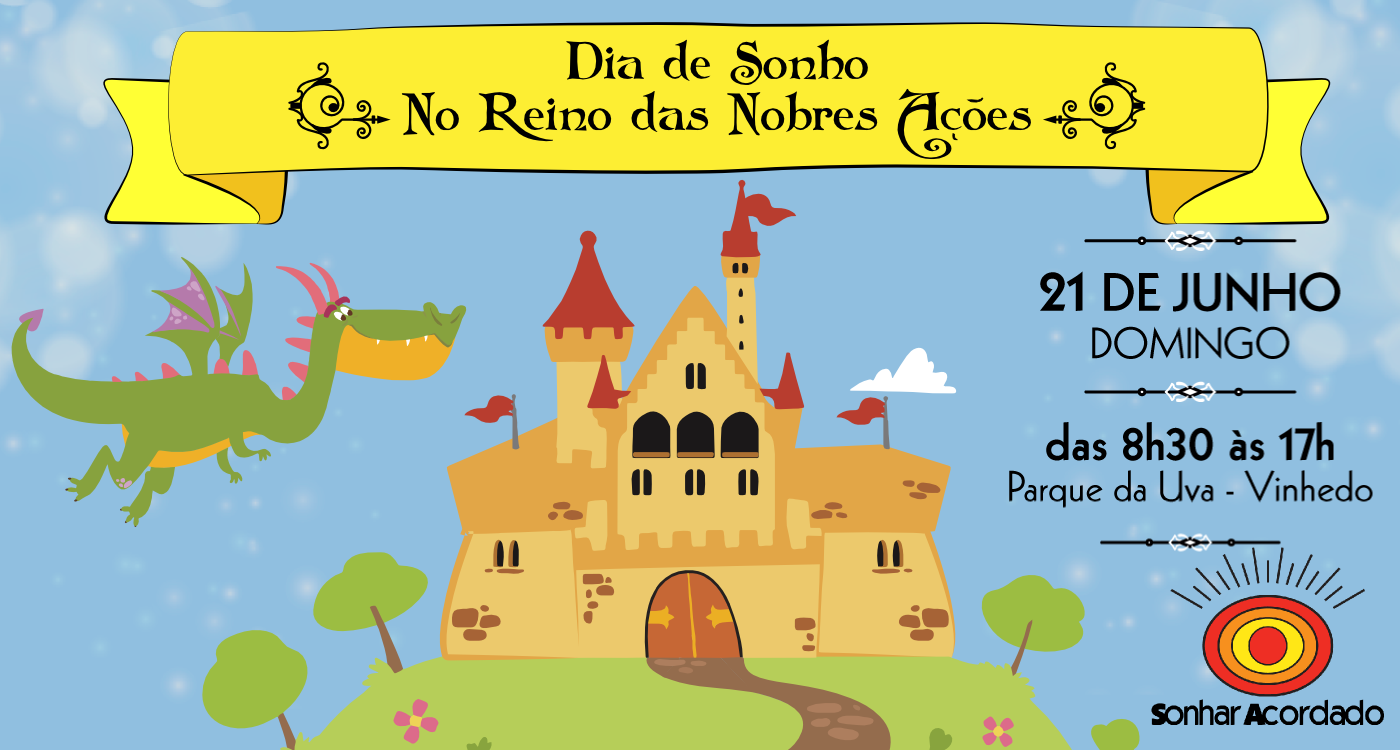 Dia de Sonho
No Reino das Nobres Ações
21 DE JUNHO
DOMINGO
das 8h30 às 17h
Parque da Uva - Vinhedo
Sonhar Acordado